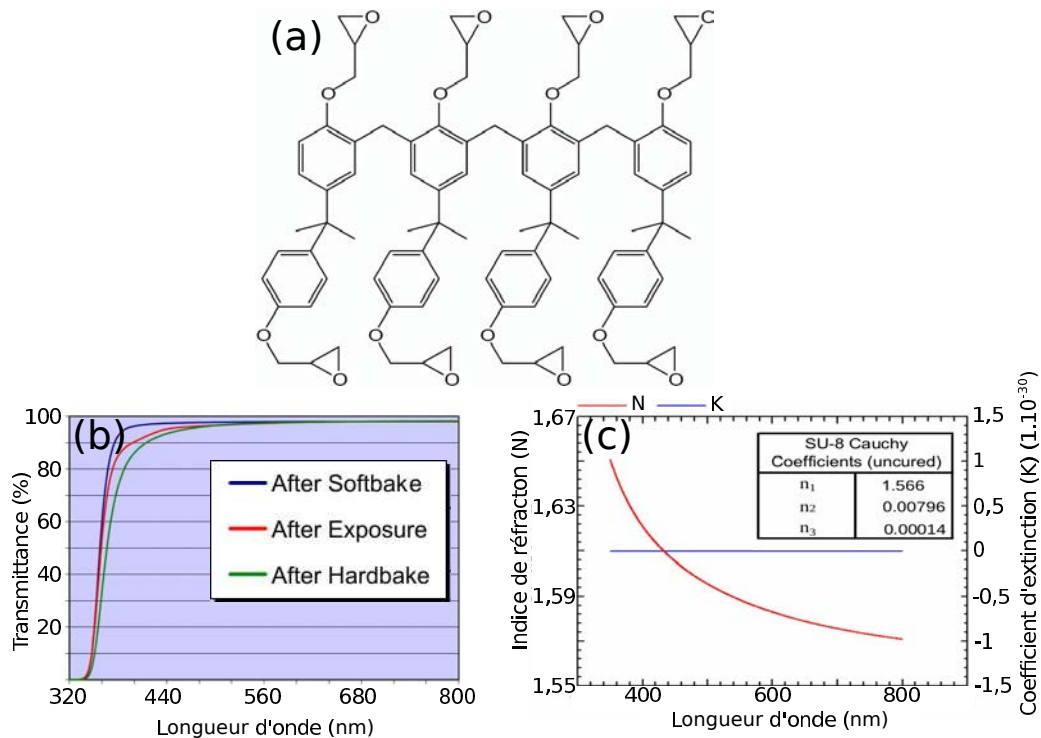 (a)
O O O O
O O O O
O O O O
O O O O
(b)
Transmittance (%)
100
80
60
40
20
After Softbake
After Exposure
After Hardbake
320 440 560 680 800
Longueur d'onde (nm)
N K
(c)
Indice de réfracton (N)
1,67
1,63
1,59
1,55
SU-8 Cauchy
Coefficients (uncured)
n1 1.566
n2 0.00796
n3 0.00014
1,5
1
0,5
0
-0,5
-1
-1,5
Coefficient d'extinction (K) (1.10⁻³⁰)
400 600 800
Longueur d'onde (nm)